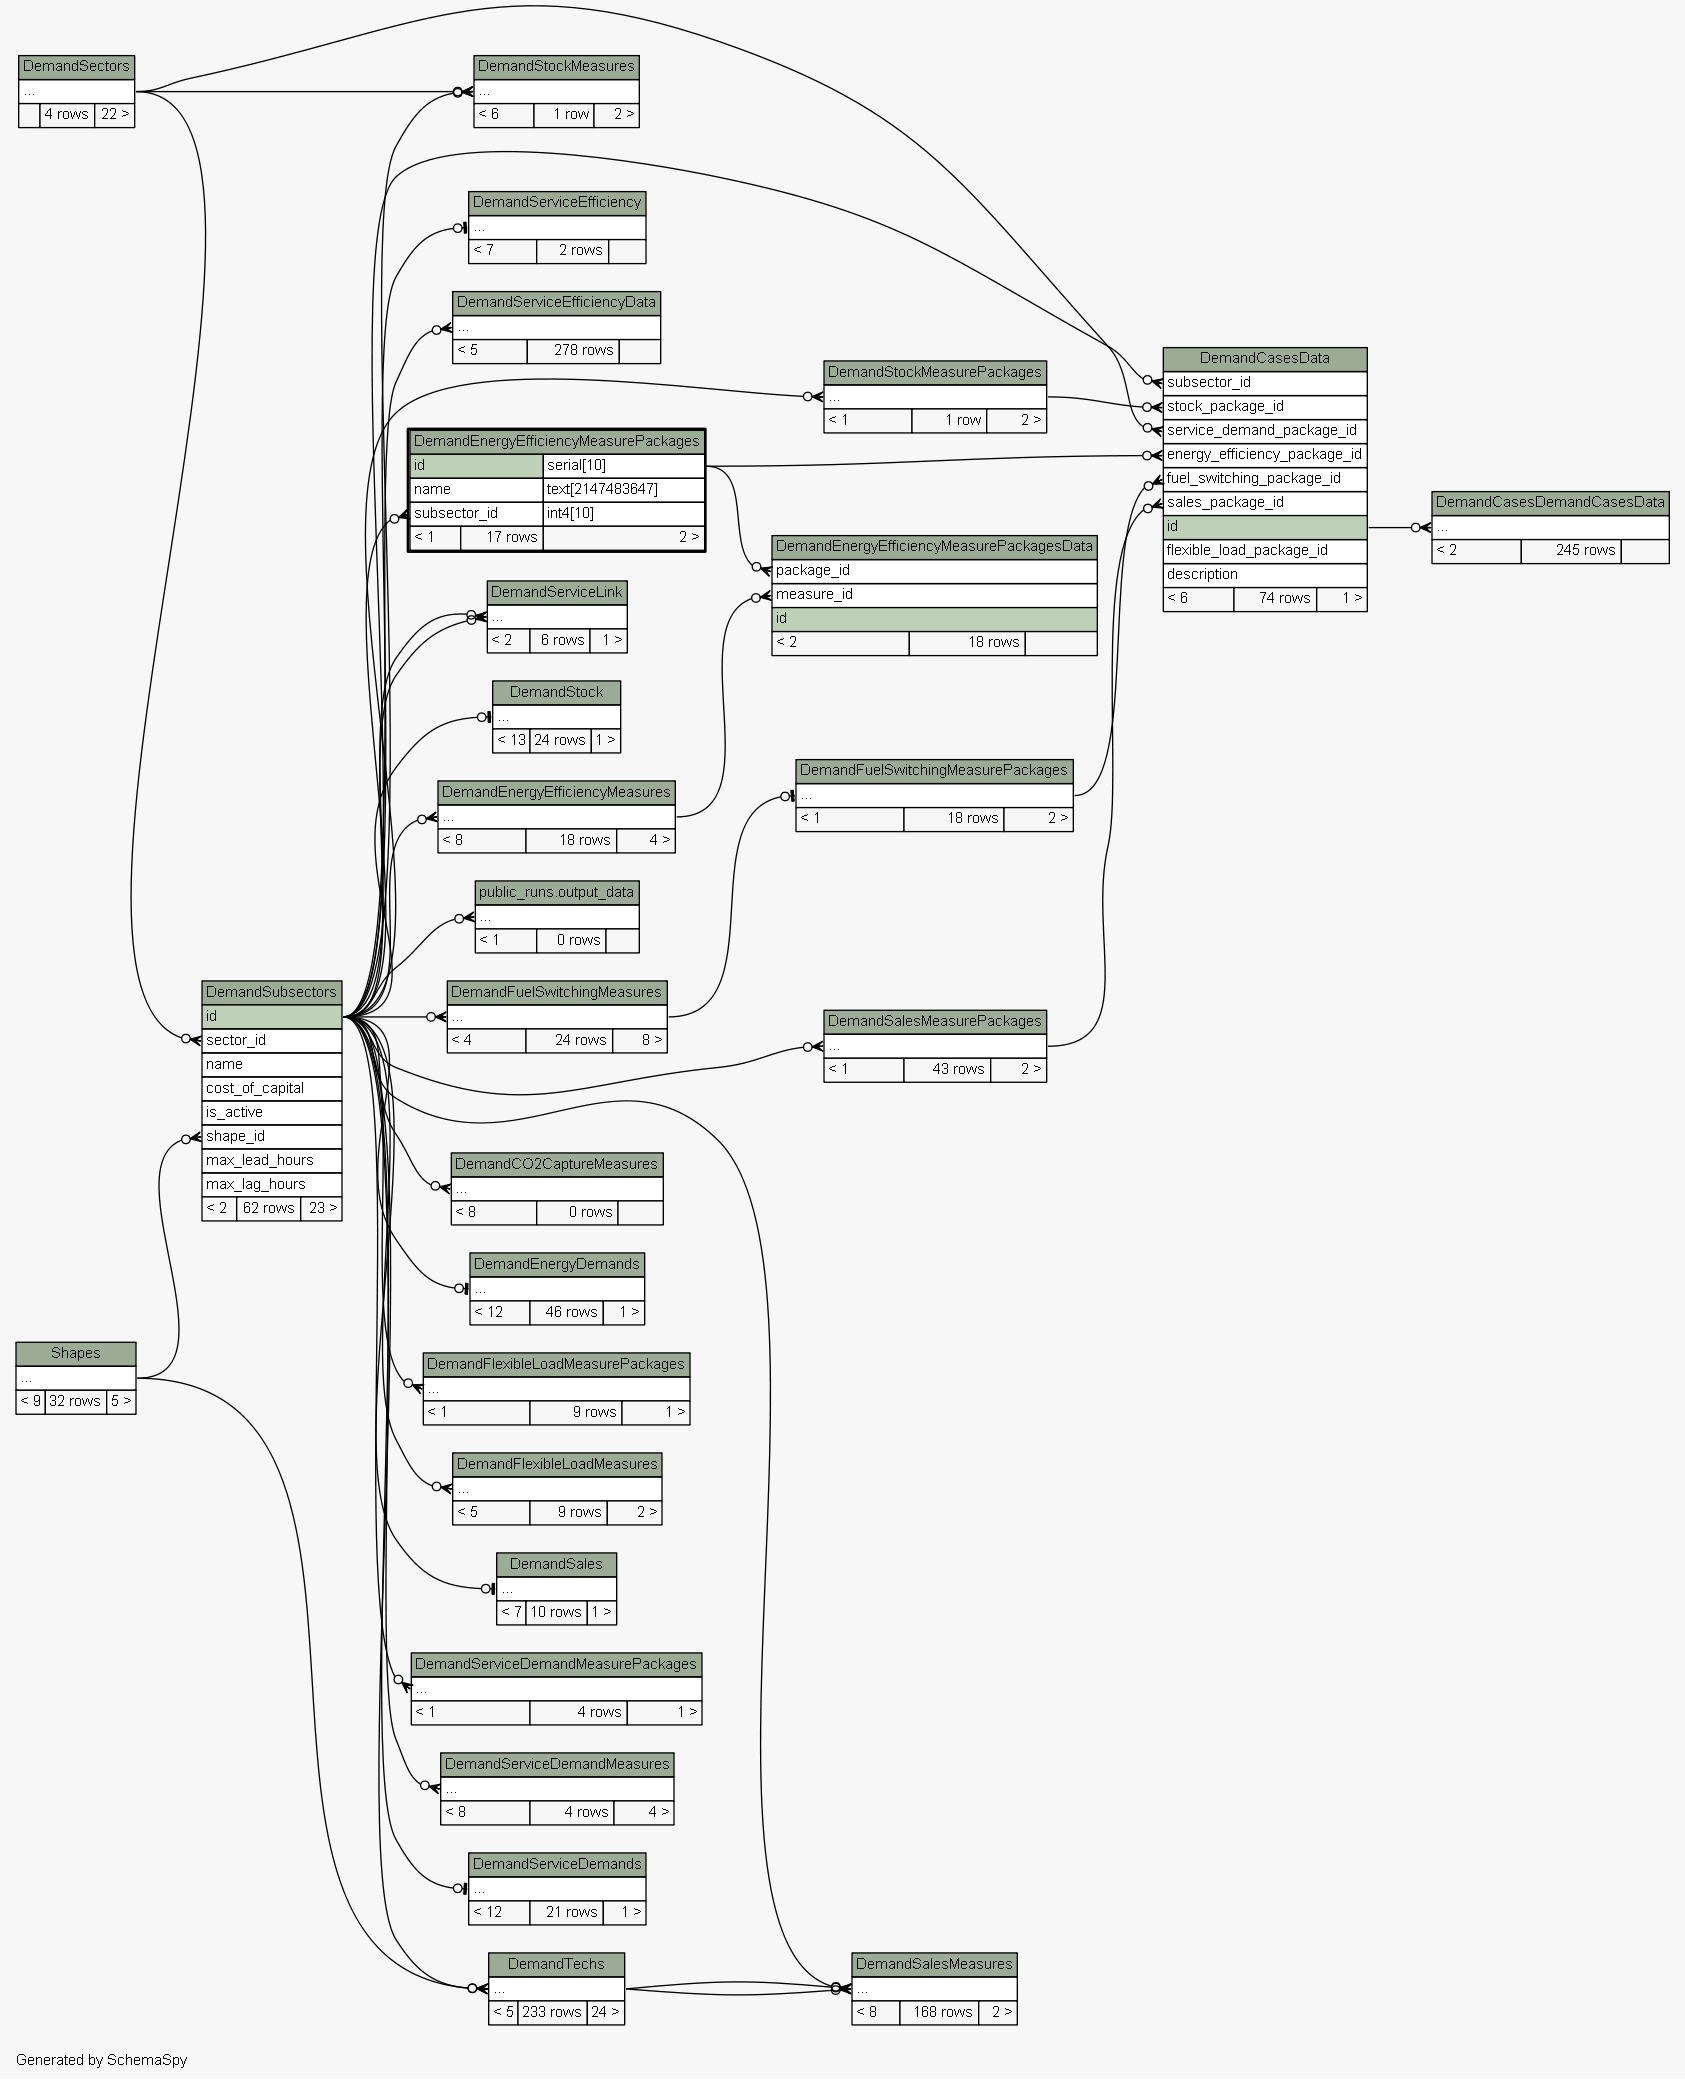 DemandSectors
...
4 rows 22 >
DemandStockMeasures
...
< 6 1 row 2 >
DemandServiceEfficiency
...
< 7 2 rows
DemandServiceEfficiencyData
...
< 5 278 rows
DemandStockMeasurePackages
...
< 1 1 row 2 >
DemandCasesData
subsector_id
stock_package_id
service_demand_package_id
energy_efficiency_package_id
fuel_switching_package_id
sales_package_id
id
flexible_load_package_id
description
< 6 74 rows 1 >
DemandCasesDemandCasesData
...
< 2 245 rows
DemandEnergyEfficiencyMeasurePackages
id serial[10]
name text[2147483647]
subsector_id int4[10]
< 1 17 rows 2 >
DemandEnergyEfficiencyMeasurePackagesData
package_id
measure_id
id
< 2 18 rows
DemandServiceLink
...
< 2 6 rows 1 >
DemandStock
...
< 13 24 rows 1 >
DemandEnergyEfficiencyMeasures
...
< 8 18 rows 4 >
DemandFuelSwitchingMeasurePackages
...
< 1 18 rows 2 >
public_runs.output_data
...
< 1 0 rows
DemandSubsectors
id
sector_id
name
cost_of_capital
is_active
shape_id
max_lead_hours
max_lag_hours
< 2 62 rows 23 >
DemandFuelSwitchingMeasures
...
< 4 24 rows 8 >
DemandSalesMeasurePackages
...
< 1 43 rows 2 >
DemandCO2CaptureMeasures
...
< 8 0 rows
DemandEnergyDemands
...
< 12 46 rows 1 >
Shapes
...
< 9 32 rows 5 >
DemandFlexibleLoadMeasurePackages
...
< 1 9 rows 1 >
DemandFlexibleLoadMeasures
...
< 5 9 rows 2 >
DemandSales
...
< 7 10 rows 1 >
DemandServiceDemandMeasurePackages
...
< 1 4 rows 1 >
DemandServiceDemandMeasures
...
< 8 4 rows 4 >
DemandServiceDemands
...
< 12 21 rows 1 >
DemandTechs
...
< 5 233 rows 24 >
DemandSalesMeasures
...
< 8 168 rows 2 >
Generated by SchemaSpy